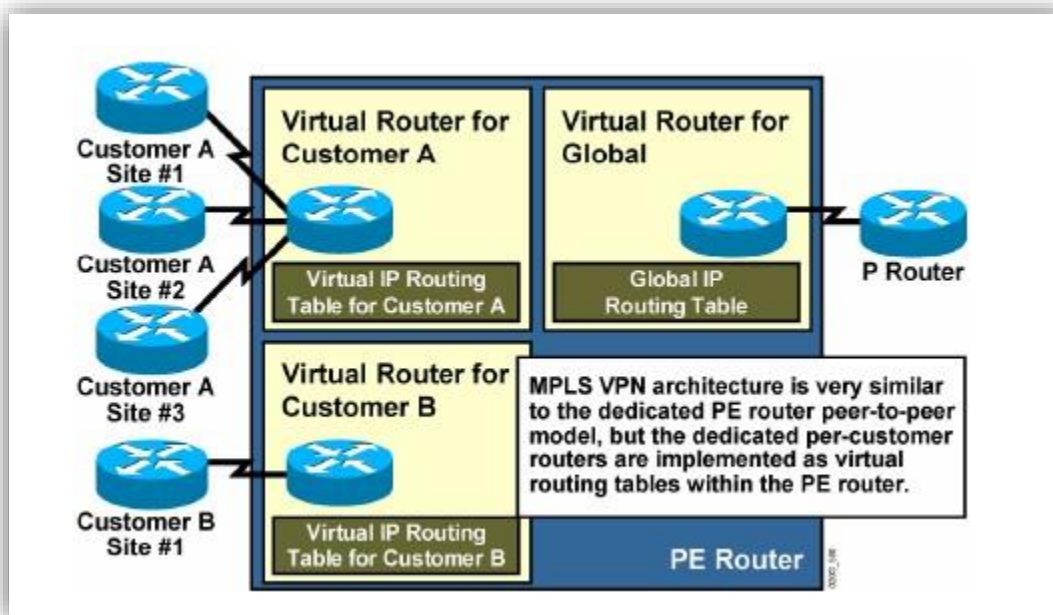 Customer A
Site #1
Customer A
Site #2
Customer A
Site #3
Customer B
Site #1
Virtual Router for
Customer A
Virtual IP Routing
Table for Customer A
Virtual Router for
Global
Global IP
Routing Table
P Router
Virtual Router for
Customer B
Virtual IP Routing
Table for Customer B
MPLS VPN architecture is very similar
to the dedicated PE router peer-to-peer
model, but the dedicated per-customer
routers are implemented as virtual
routing tables within the PE router.
PE Router